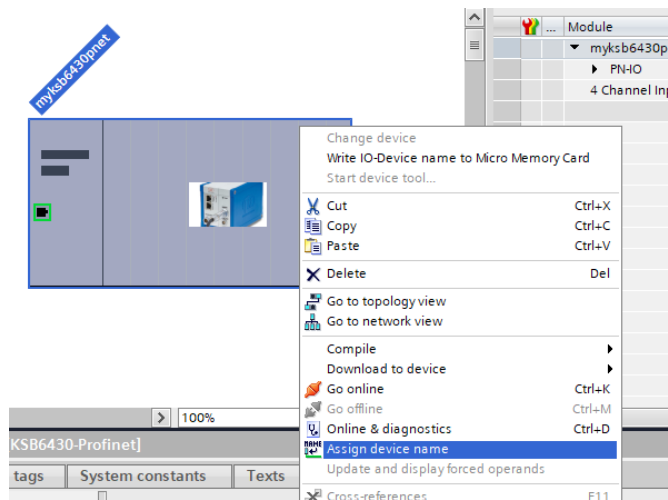 myksb6430pnet
... Module
myksb6430p
PN-IO
4 Channel Inp
Change device
Write IO-Device name to Micro Memory Card
Start device tool...
Cut Ctrl+X
Copy Ctrl+C
Paste Ctrl+V
Delete Del
Go to topology view
Go to network view
Compile
Download to device
Go online Ctrl+K
Go offline Ctrl+M
Online & diagnostics Ctrl+D
NAME Assign device name
Update and display forced operands
Cross-references F11
100%
KSB6430-Profinet]
tags System constants Texts